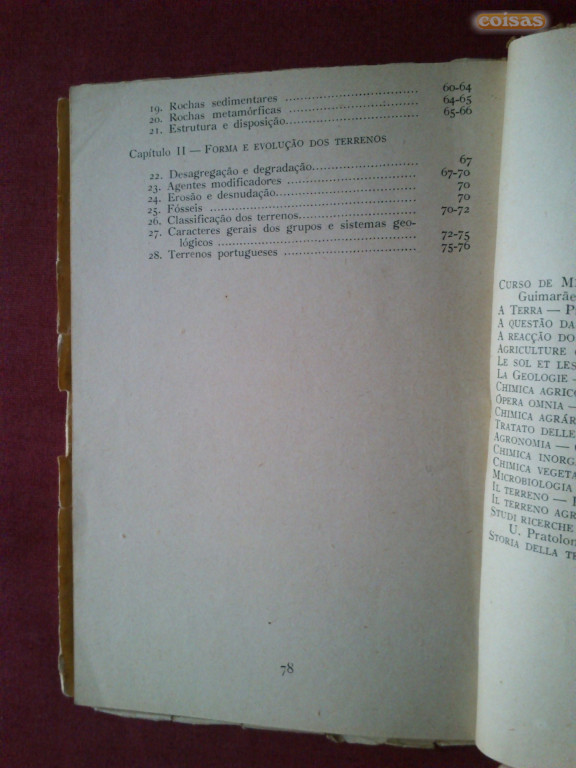 coisas
19. Rochas sedimentares ........ 60-64
20. Rochas metamórficas ........ 64-65
21. Estrutura e disposição........ 65-66
Capítulo II — FORMA E EVOLUÇÃO DOS TERRENOS
22. Desagregação e degradação........ 67
23. Agentes modificadores ........ 67-70
24. Erosão e desnudação........ 70
25. Fósseis ........ 70
26. Classificação dos terrenos........ 70-72
27. Caracteres gerais dos grupos e sistemas geo-
lógicos ........ 72-75
28. Terrenos portugueses ........ 75-76
78
CURSO DE
Guimarãe
A TERRA —
A QUESTÃO DA
A REACÇÃO DO
AGRICULTURE
LE SOL ET LES
LA GEOLOGIE —
CHIMICA AGRIC
ÓPERA OMNIA —
CHIMICA AGRÁR
TRATATO DELLE
AGRONOMIA —
CHIMICA INORG
CHIMICA VEGETA
MICROBIOLOGIA
IL TERRENO —
IL TERRENO AGR
STUDI RICERCHE
U. Pratolon
STORIA DELLA TE